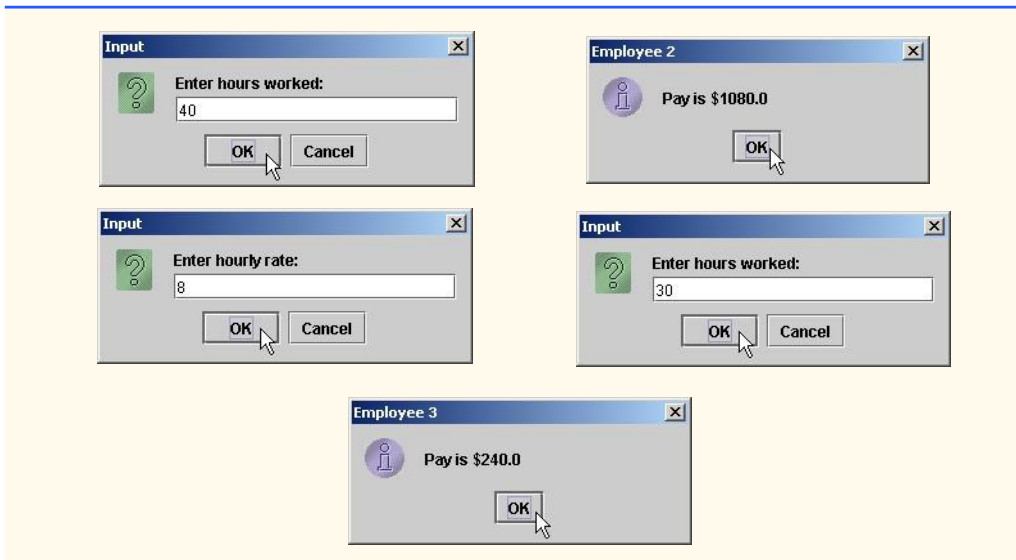 Input
Enter hours worked:
40
OK Cancel
Employee 2
Pay is $1080.0
OK
Input
Enter hourly rate:
8
OK Cancel
Input
Enter hours worked:
30
OK Cancel
Employee 3
Pay is $240.0
OK